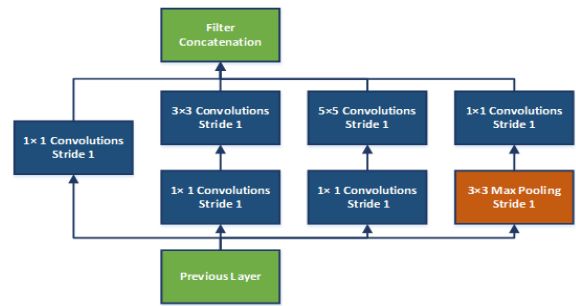 Filter
Concatenation
3×3 Convolutions
Stride 1
5×5 Convolutions
Stride 1
1×1 Convolutions
Stride 1
1× 1 Convolutions
Stride 1
1× 1 Convolutions
Stride 1
1× 1 Convolutions
Stride 1
3×3 Max Pooling
Stride 1
Previous Layer